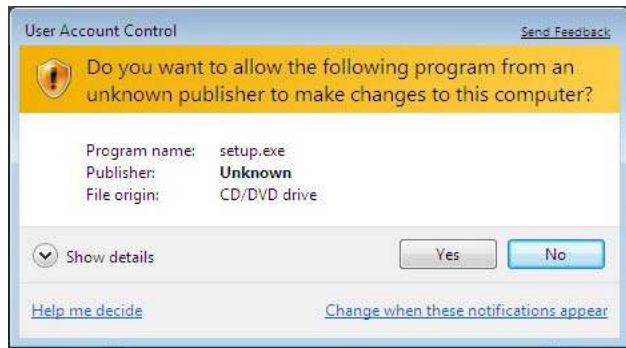 User Account Control Send Feedback
Do you want to allow the following program from an
unknown publisher to make changes to this computer?
Program name: setup.exe
Publisher: Unknown
File origin: CD/DVD drive
Show details Yes No
Help me decide Change when these notifications appear